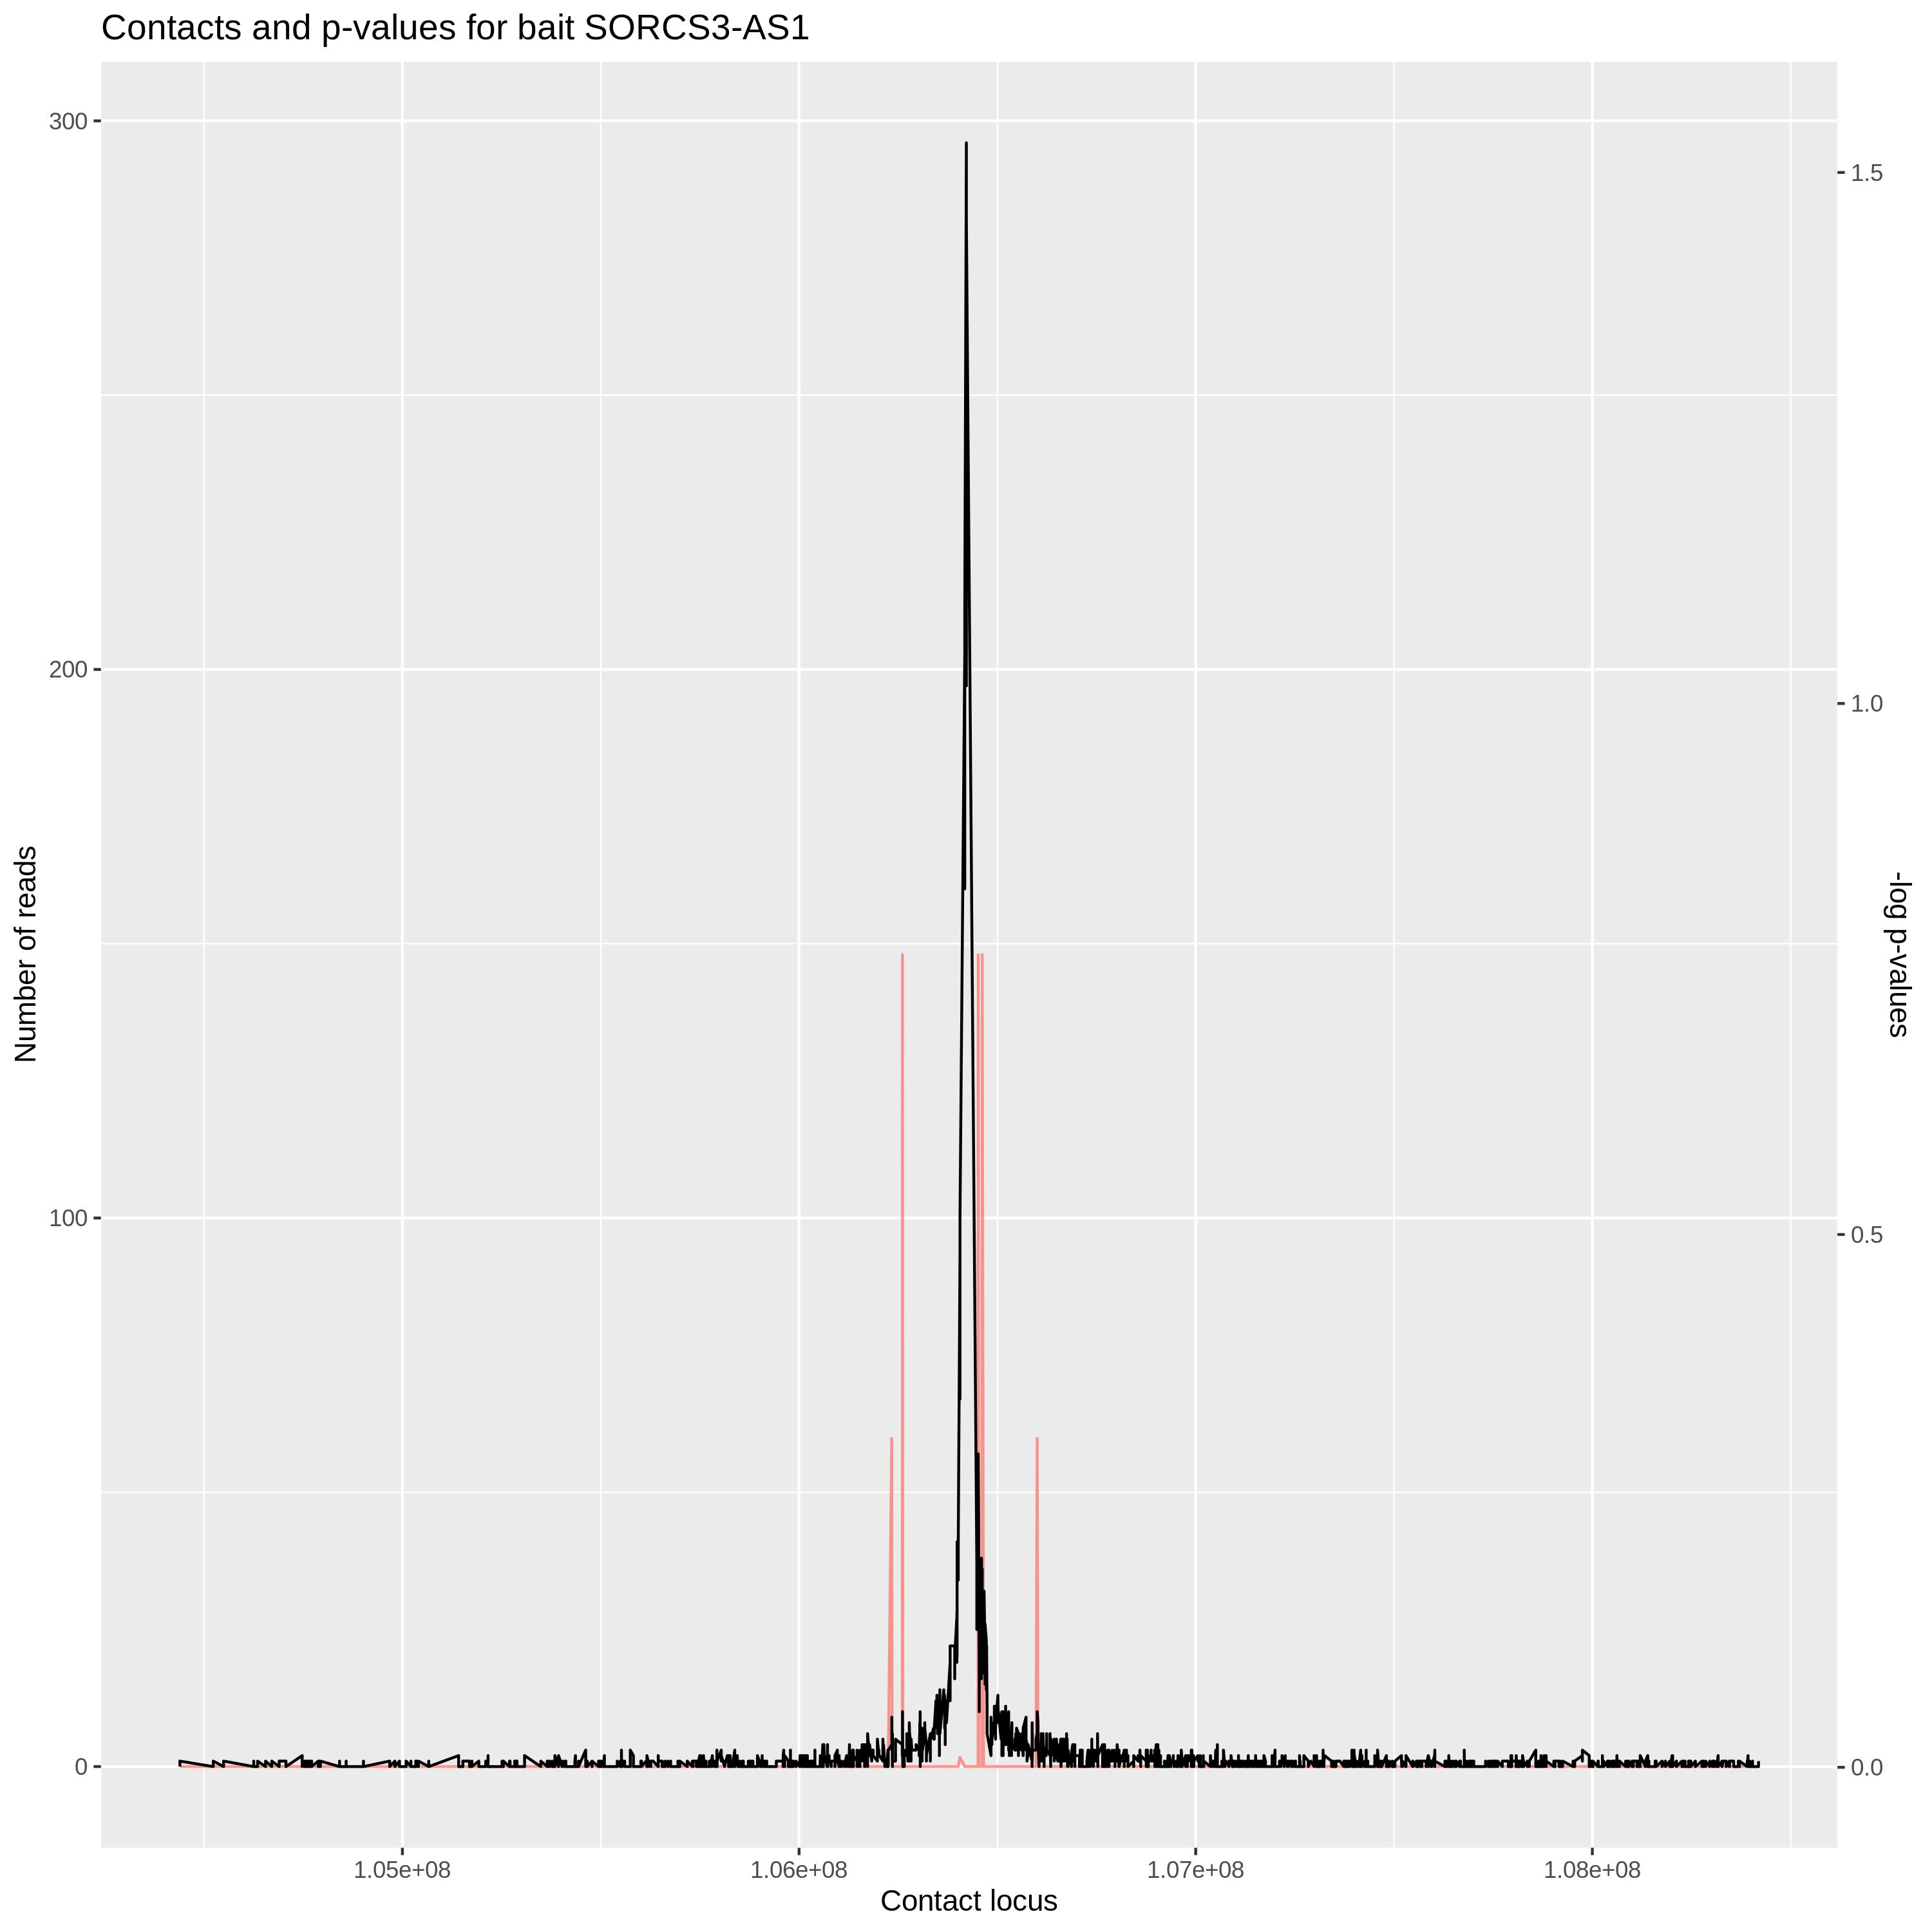 Contacts and p-values for bait SORCS3-AS1
300
200
100
0
Number of reads
1.5
1.0
0.5
0.0
-log p-values
1.05e+08
1.06e+08
1.07e+08
1.08e+08
Contact locus